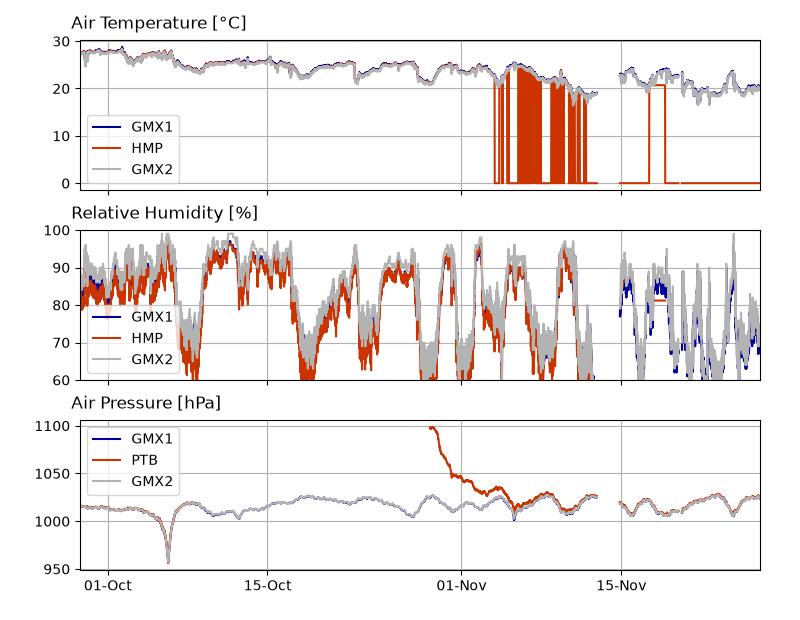 Air Temperature [°C]
30
20
10
0
GMX1
HMP
GMX2
Relative Humidity [%]
100
90
80
70
60
GMX1
HMP
GMX2
Air Pressure [hPa]
1100
1050
1000
950
GMX1
PTB
GMX2
01-Oct 15-Oct 01-Nov 15-Nov